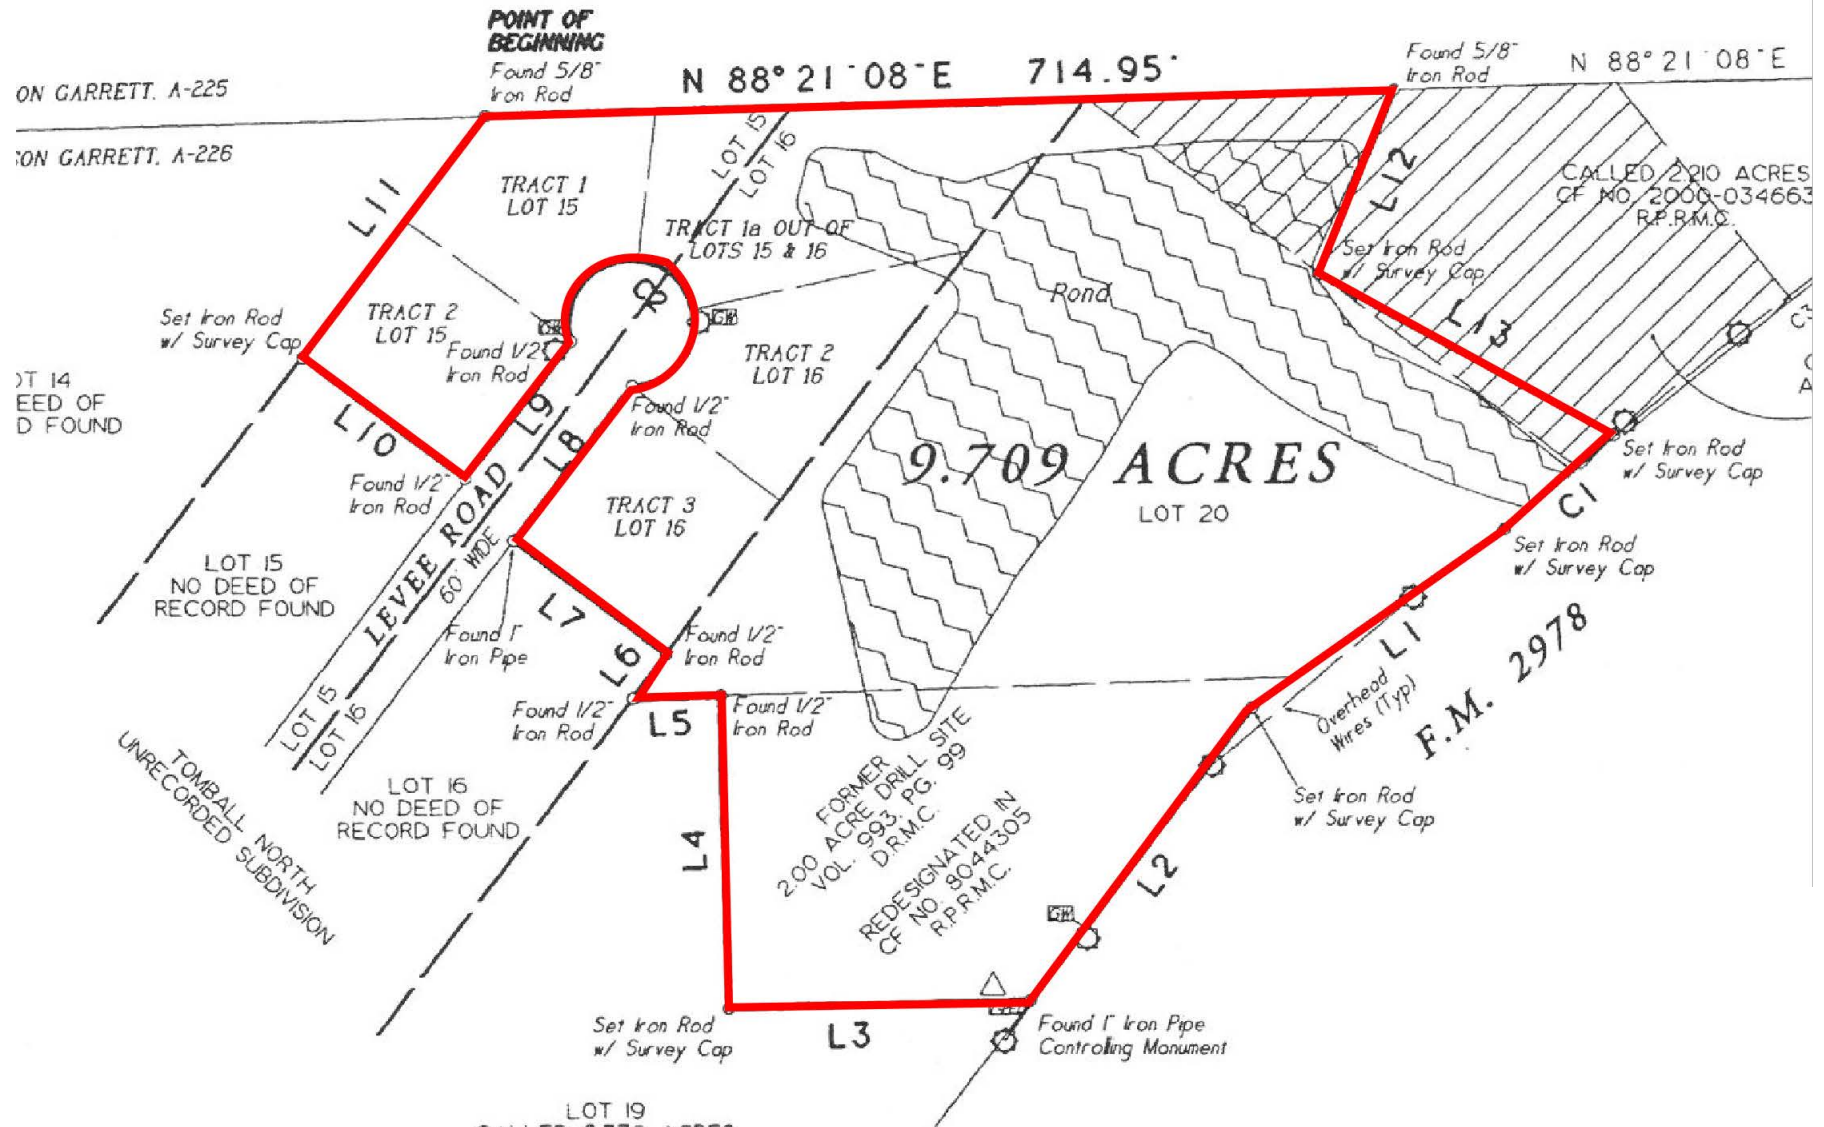 POINT OF
BEGINNING
Found 5/8"
Iron Rod
N 88° 21' 08" E 714.95'
Found 5/8"
Iron Rod
N 88° 21' 08" E
ON GARRETT, A-225
ON GARRETT, A-226
TRACT 1
LOT 15
LOT 15
LOT 16
L11
L12
CALLED 2.210 ACRES
CF NO. 2000-034663
R.P.R.M.C.
TRACT 1a OUT OF
LOTS 15 & 16
Set Iron Rod
w/ Survey Cap
Pond
C2
GM
GM
L13
TRACT 2
LOT 15
Set Iron Rod
w/ Survey Cap
Found 1/2"
Iron Rod
TRACT 2
LOT 16
OT 14
EED OF
D FOUND
L10
L9
L8
Found 1/2"
Iron Rod
9.709 ACRES
LOT 20
Set Iron Rod
w/ Survey Cap
C1
Found 1/2"
Iron Rod
TRACT 3
LOT 16
Set Iron Rod
w/ Survey Cap
LOT 15
NO DEED OF
RECORD FOUND
LEVEE ROAD
60' WIDE
L7
L6
Found 1"
Iron Pipe
Found 1/2"
Iron Rod
L1
F.M. 2978
Overhead
Wires (Typ)
Found 1/2"
Iron Rod
L5
Found 1/2"
Iron Rod
LOT 15
LOT 16
TOMBALL NORTH
UNRECORDED SUBDIVISION
LOT 16
NO DEED OF
RECORD FOUND
L4
FORMER
2.00 ACRE DRILL SITE
VOL. 993, PG. 99
D.R.M.C.
REDESIGNATED IN
CF NO. 8044305
R.P.R.M.C.
Set Iron Rod
w/ Survey Cap
L2
GM
Set Iron Rod
w/ Survey Cap
L3
Found 1" Iron Pipe
Controlling Monument
LOT 19